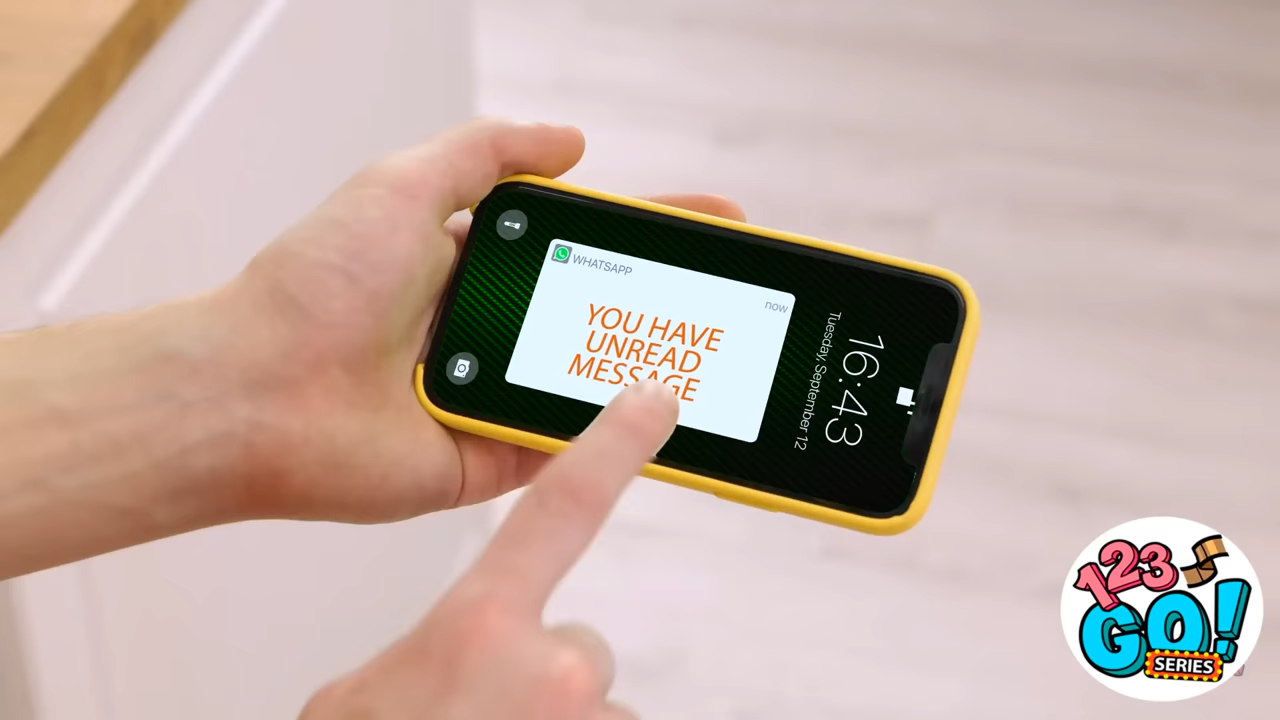 WHATSAPP
now
YOU HAVE
UNREAD
MESSAGE
16:43
Tuesday, September 12
123
GO!
SERIES